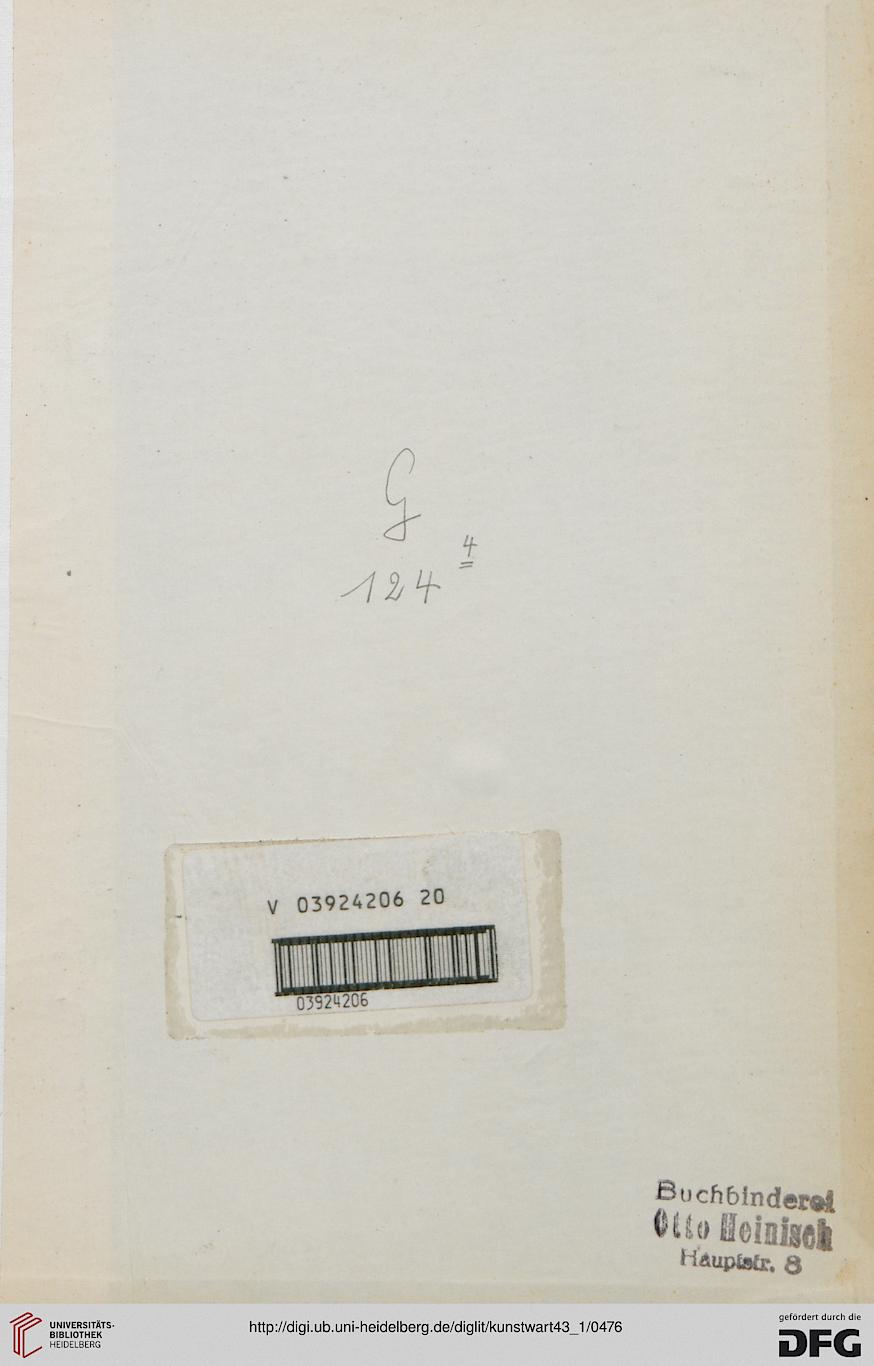 G
4
124
V 03924206 20
03924206
Buchbinderei
Otto Heinisch
Hauptstr. 8
UNIVERSITÄTS-
BIBLIOTHEK
HEIDELBERG
http://digi.ub.uni-heidelberg.de/diglit/kunstwart43_1/0476
gefördert durch die
DFG